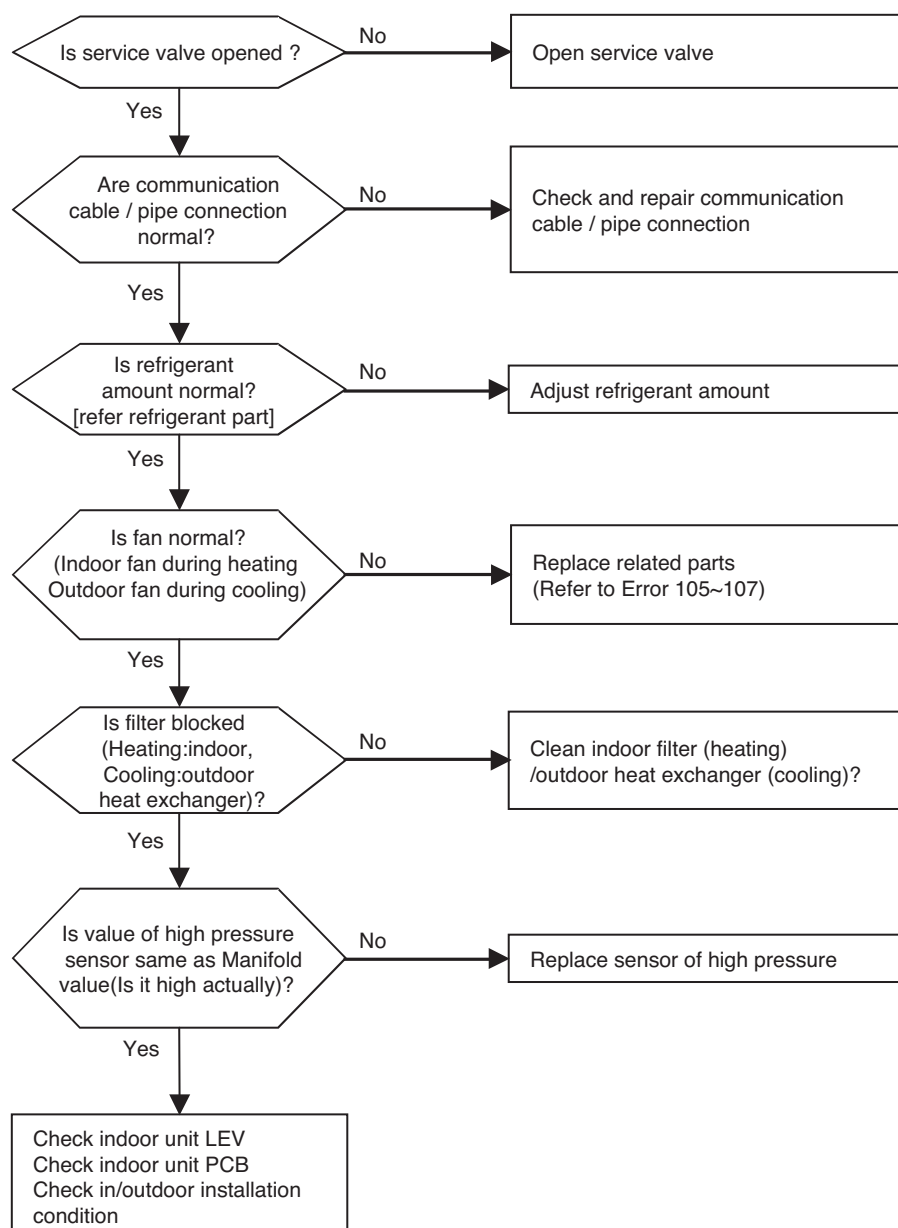 Is service valve opened ?
No
Open service valve
Yes
Are communication
cable / pipe connection
normal?
No
Check and repair communication
cable / pipe connection
Yes
Is refrigerant
amount normal?
[refer refrigerant part]
No
Adjust refrigerant amount
Yes
Is fan normal?
(Indoor fan during heating
Outdoor fan during cooling)
No
Replace related parts
(Refer to Error 105~107)
Yes
Is filter blocked
(Heating:indoor,
Cooling:outdoor
heat exchanger)?
No
Clean indoor filter (heating)
/outdoor heat exchanger (cooling)?
Yes
Is value of high pressure
sensor same as Manifold
value(Is it high actually)?
No
Replace sensor of high pressure
Yes
Check indoor unit LEV
Check indoor unit PCB
Check in/outdoor installation
condition